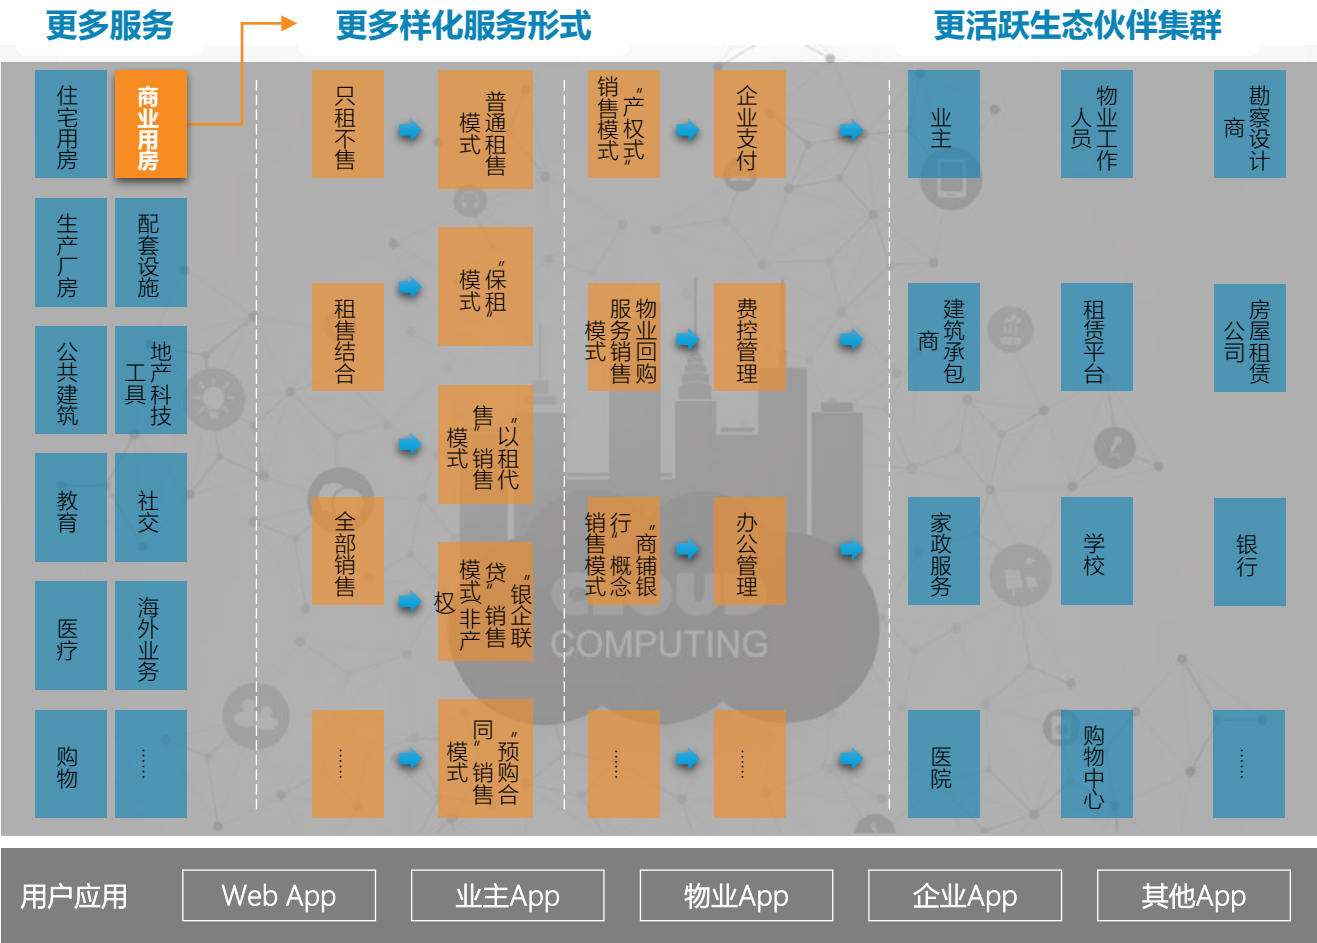 更多服务
更多样化服务形式
更活跃生态伙伴集群
住宅用房
商业用房
生产厂房
配套设施
公共建筑
地产科技
工具
教育
社交
医疗
海外业务
购物
……
只租不售
租售结合
全部销售
……
普通租售
模式
“保租”
模式
“以租代
售”销售
模式
“银企联
贷”销售
模式(非产
权)
“预购合
同”销售
模式
“产权式”
销售模式
物业回购
服务销售
模式
“商铺银
行”概念
销售模式
……
企业支付
费控管理
办公管理
……
业主
物业工作
人员
勘察设计
商
建筑承包
商
租赁平台
房屋租赁
公司
家政服务
学校
银行
医院
购物中心
……
CLOUD
COMPUTING
SEO
用户应用
Web App
业主App
物业App
企业App
其他App